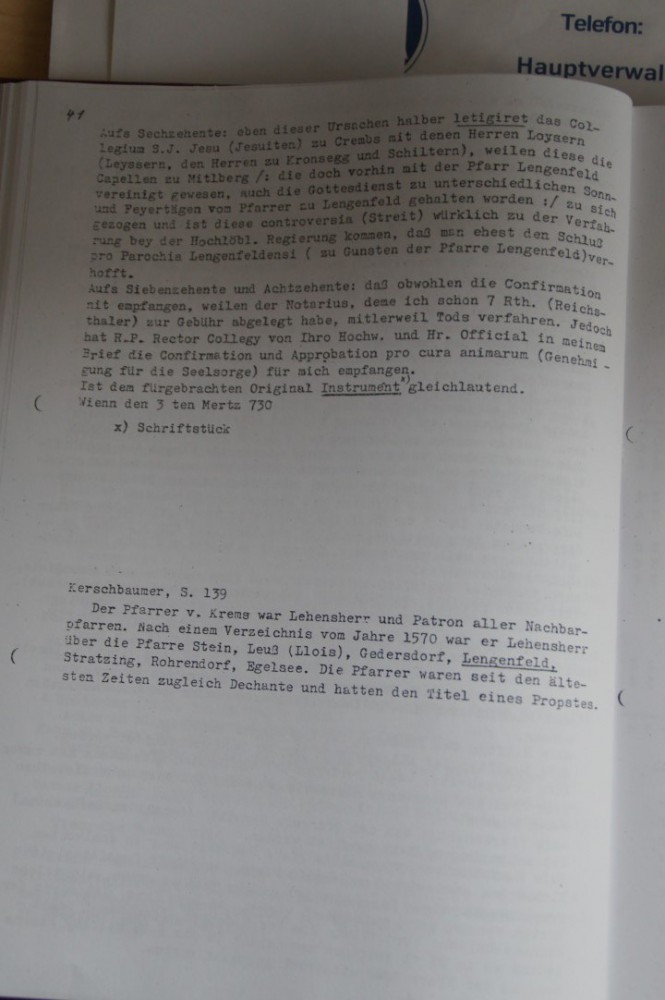 Telefon:
Hauptverwal
41
Aufs Sechzehente: eben dieser Ursachen halber letigiret das Col-
legium S.J. Jesu (Jesuiten) zu Crembs mit denen Herren Loysern
(Leyssern, den Herren zu Kronsegg und Schiltern), weilen diese die
Capellen zu Mitlberg /: die doch vorhin mit der Pfarr Lengenfeld
vereinigt gewesen, auch die Gottesdienst zu unterschiedlichen Sonn-
und Feyertägen vom Pfarrer zu Lengenfeld gehalten worden :/ zu sich
gezogen und ist diese controversia (Streit) würklich zu der Verfah-
rung bey der Hochlöbl. Regierung kommen, daß man ehest den Schluß
pro Parochia Lengenfeldensi ( zu Gunsten der Pfarre Lengenfeld)ver-
hofft.
Aufs Siebenzehente und Achtzehente: daß obwohlen die Confirmation
nit empfangen, weilen der Notarius, deme ich schon 7 Rth. (Reichs-
thaler) zur Gebühr abgelegt habe, mitlerweil Tods verfahren. Jedoch
hat R.P. Rector Collegy von Ihro Hochw. und Hr. Official in meinem
Brief die Confirmation und Approbation pro cura animarum (Genehmi -
gung für die Seelsorge) für mich empfangen.
Ist dem fürgebrachten Original Instrument x) gleichlautend.
Wienn den 3 ten Mertz 730
x) Schriftstück
Kerschbaumer, S. 139
Der Pfarrer v. Krems war Lehensherr und Patron aller Nachbar-
pfarren. Nach einem Verzeichnis vom Jahre 1570 war er Lehensherr
über die Pfarre Stein, Leuß (Llois), Gedersdorf, Lengenfeld,
Stratzing, Rohrendorf, Egelsee. Die Pfarrer waren seit den älte-
sten Zeiten zugleich Dechante und hatten den Titel eines Propstes.